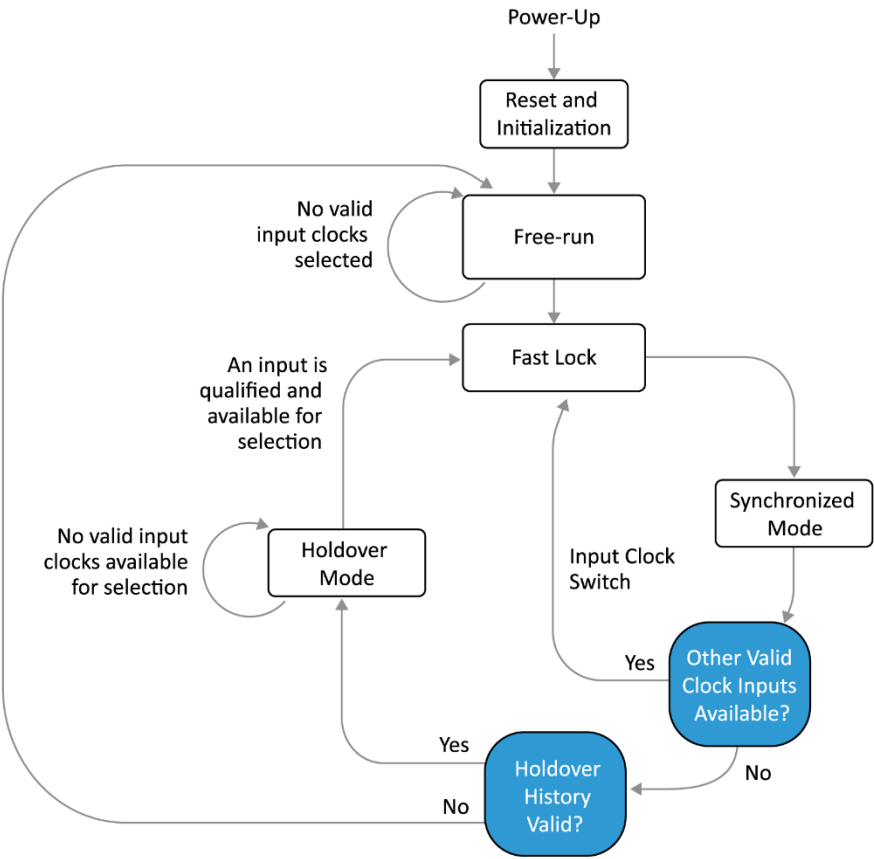 Power-Up
Reset and
Initialization
No valid
input clocks
selected
Free-run
Fast Lock
An input is
qualified and
available for
selection
Synchronized
Mode
No valid input
clocks available
for selection
Holdover
Mode
Input Clock
Switch
Yes
Other Valid
Clock Inputs
Available?
No
Yes
No
Holdover
History
Valid?